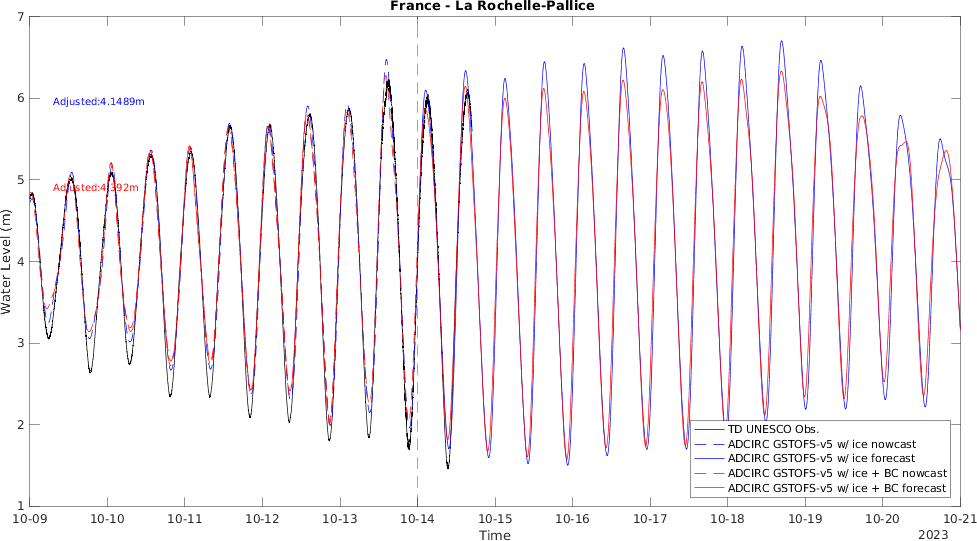 France - La Rochelle-Pallice
7
6
5
4
3
2
1
Water Level (m)
Adjusted:4.1489m
Adjusted:4.392m
TD UNESCO Obs.
ADCIRC GSTOFS-v5 w/ ice nowcast
ADCIRC GSTOFS-v5 w/ ice forecast
ADCIRC GSTOFS-v5 w/ ice + BC nowcast
ADCIRC GSTOFS-v5 w/ ice + BC forecast
10-09 10-10 10-11 10-12 10-13 10-14 10-15 10-16 10-17 10-18 10-19 10-20 10-21
Time
2023